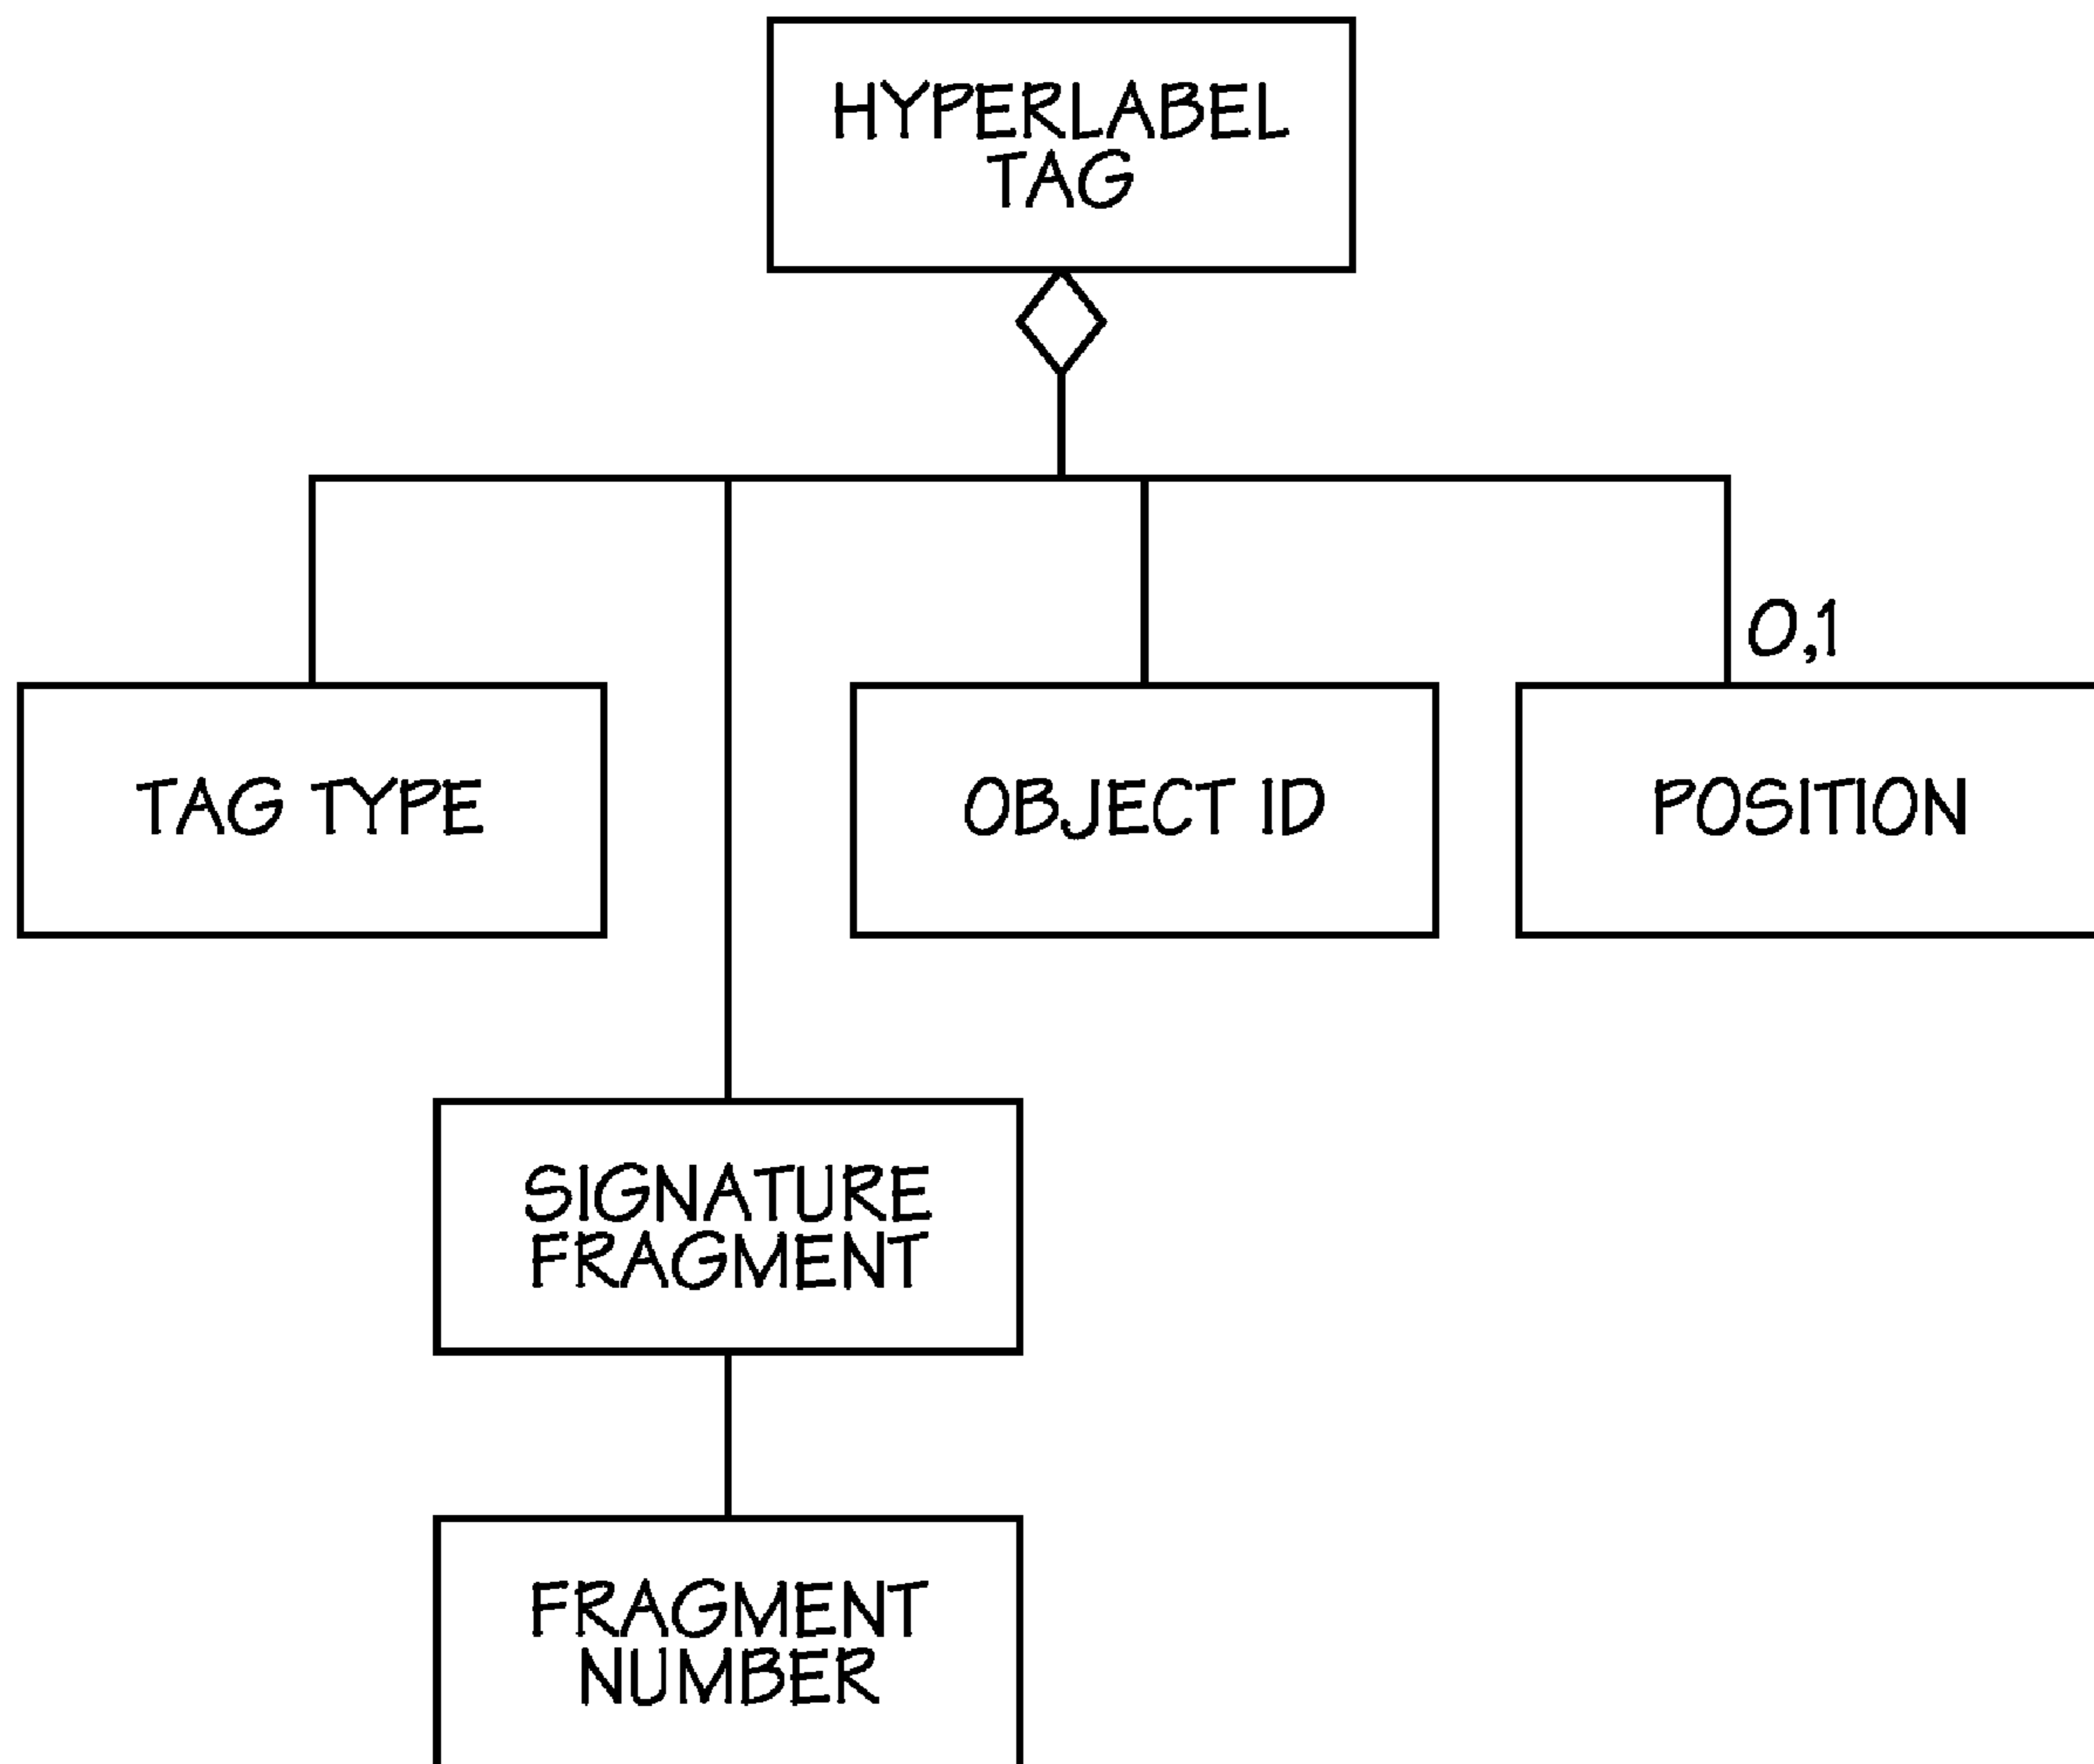 HYPERLABEL
TAG
0,1
TAG TYPE
OBJECT ID
POSITION
SIGNATURE
FRAGMENT
FRAGMENT
NUMBER